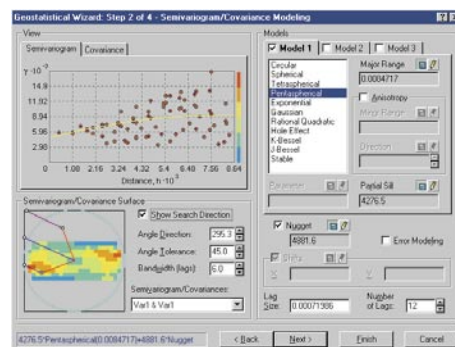 Geostatistical Wizard: Step 2 of 4 - Semivariogram/Covariance Modeling
View
Semivariogram
Covariance
γ · 10⁻³
14.9
11.92
8.94
5.96
2.98
0 1.08 2.16 3.24 4.32 5.40 6.48 7.56 8.64
Distance, h · 10⁻³
Semivariogram/Covariance Surface
Show Search Direction
Angle Direction: 295.3
Angle Tolerance: 45.0
Bandwidth (lags): 6.0
Semivariogram/Covariances:
Var1 & Var1
Models
Model 1
Model 2
Model 3
Circular
Spherical
Tetraspherical
Pentaspherical
Exponential
Gaussian
Rational Quadratic
Hole Effect
K-Bessel
J-Bessel
Stable
Major Range
0.0084717
Anisotropy
Minor Range
Direction
Parameter
Partial Sill
4276.5
Nugget
4881.6
Error Modeling
Shifts
X
Y
Lag Size: 0.00071986
Number of Lags: 12
4276.5*Pentaspherical(0.0084717)+4881.6*Nugget
< Back
Next >
Finish
Cancel